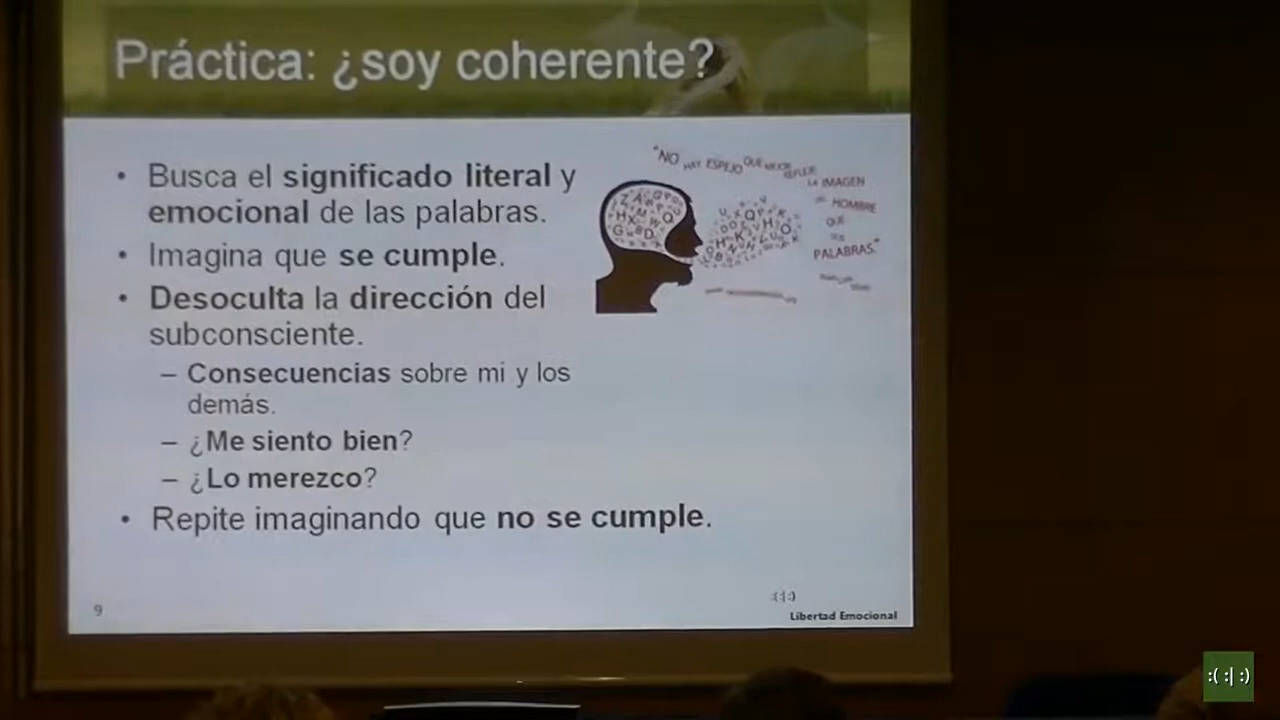 Práctica: ¿soy coherente?
• Busca el significado literal y
emocional de las palabras.
• Imagina que se cumple.
• Desoculta la dirección del
subconsciente.
– Consecuencias sobre mi y los
demás.
– ¿Me siento bien?
– ¿Lo merezco?
• Repite imaginando que no se cumple.
"NO HAY ESPEJO QUE MEJOR
REFLEJE
LA IMAGEN
HOMBRE
QUE
SUS
PALABRAS."
9
:(:|:)
Libertad Emocional
:( :| :)